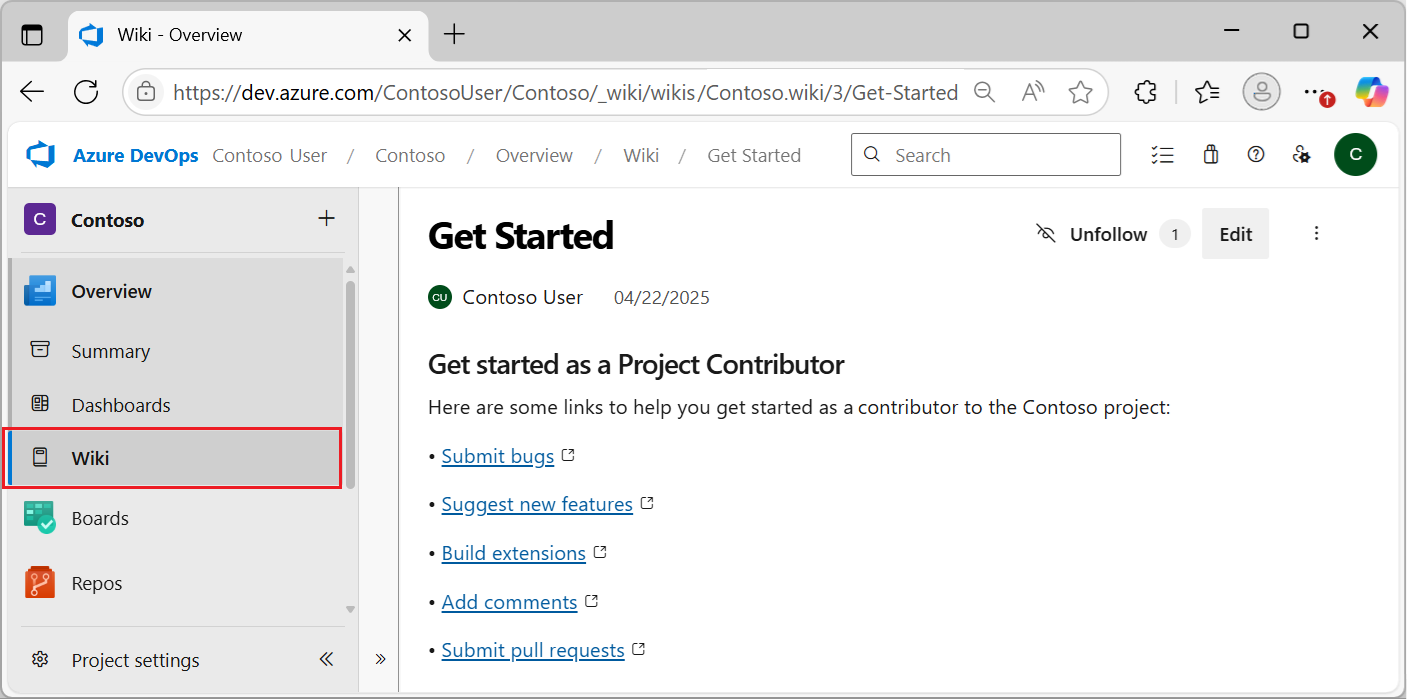 Wiki - Overview
https://dev.azure.com/ContosoUser/Contoso/_wiki/wikis/Contoso.wiki/3/Get-Started
Azure DevOps Contoso User / Contoso / Overview / Wiki / Get Started
Search
C
C Contoso
Overview
Summary
Dashboards
Wiki
Boards
Repos
Project settings
Get Started
Unfollow 1 Edit
CU Contoso User 04/22/2025
Get started as a Project Contributor
Here are some links to help you get started as a contributor to the Contoso project:
• Submit bugs
• Suggest new features
• Build extensions
• Add comments
• Submit pull requests